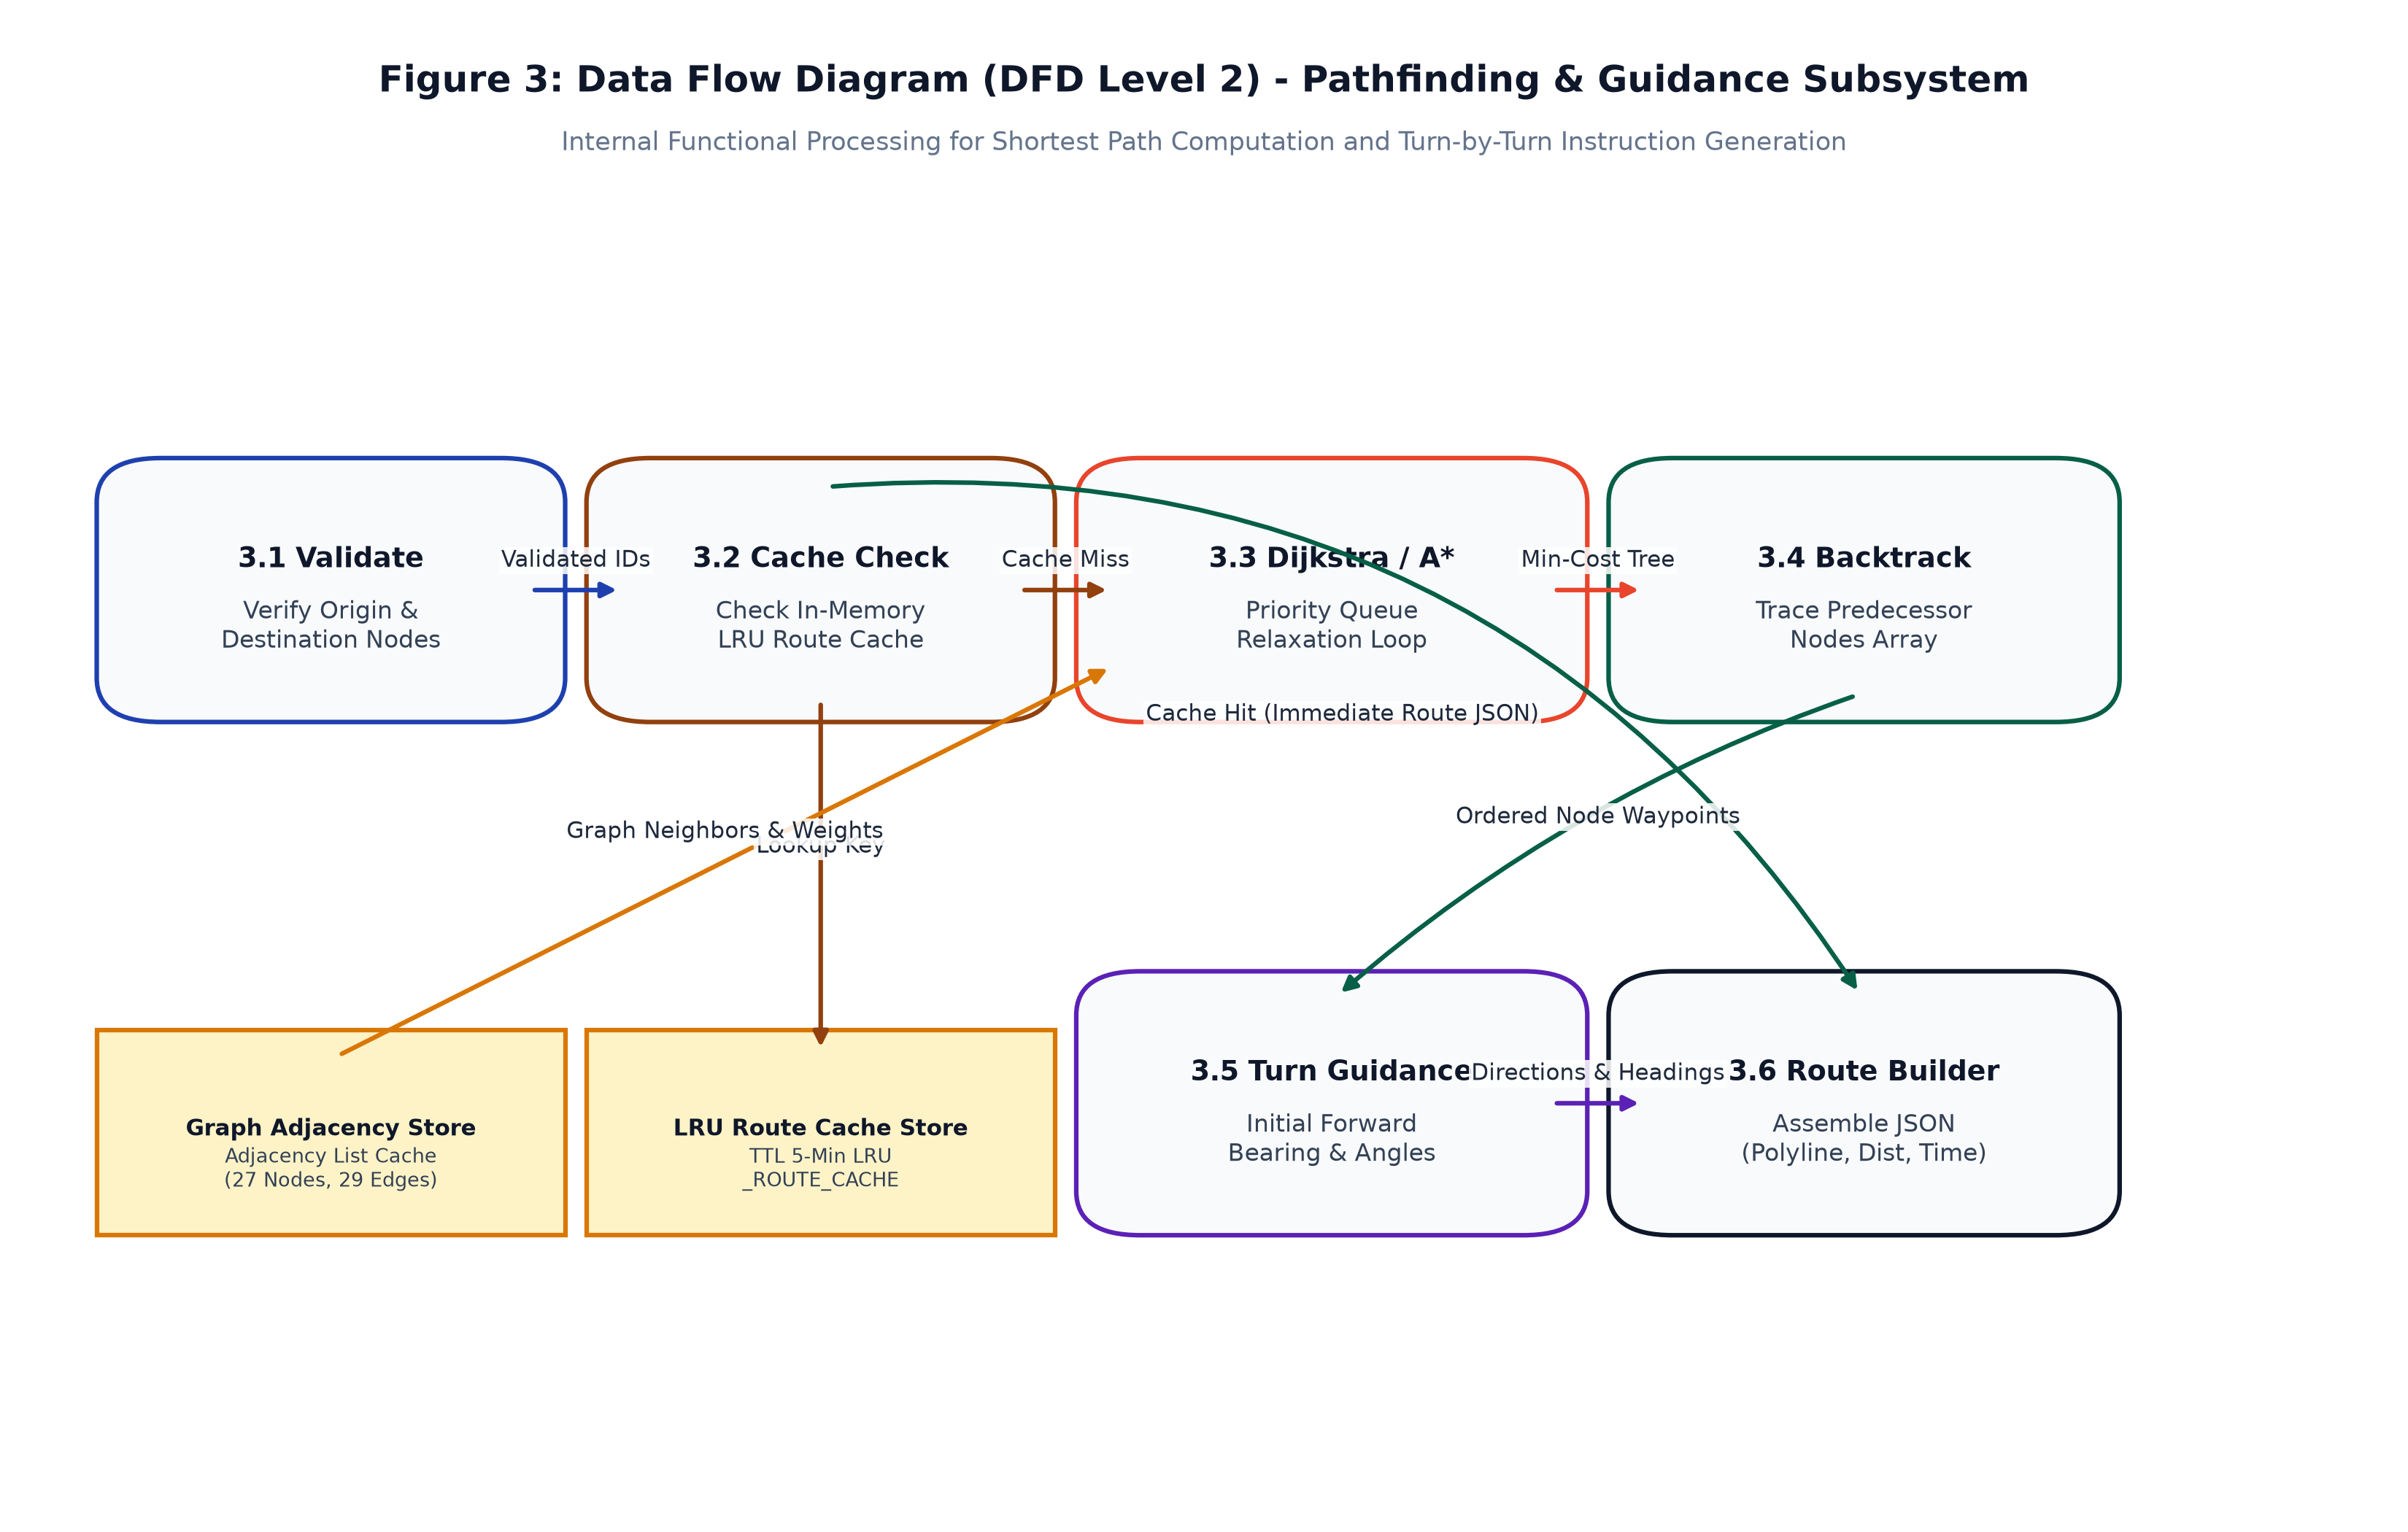 Figure 3: Data Flow Diagram (DFD Level 2) - Pathfinding & Guidance Subsystem
Internal Functional Processing for Shortest Path Computation and Turn-by-Turn Instruction Generation
3.1 Validate
Verify Origin &
Destination Nodes
Validated IDs
3.2 Cache Check
Check In-Memory
LRU Route Cache
Cache Miss
3.3 Dijkstra / A*
Priority Queue
Relaxation Loop
Min-Cost Tree
3.4 Backtrack
Trace Predecessor
Nodes Array
Cache Hit (Immediate Route JSON)
Graph Neighbors & Weights
Lookup Key
Ordered Node Waypoints
Graph Adjacency Store
Adjacency List Cache
(27 Nodes, 29 Edges)
LRU Route Cache Store
TTL 5-Min LRU
_ROUTE_CACHE
3.5 Turn Guidance
Initial Forward
Bearing & Angles
Directions & Headings
3.6 Route Builder
Assemble JSON
(Polyline, Dist, Time)